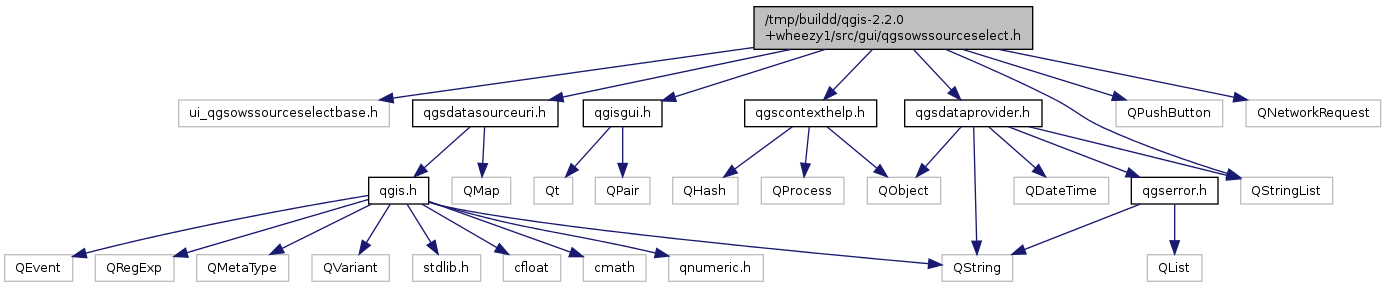 /tmp/buildd/qgis-2.2.0
+wheezy1/src/gui/qgsowssourceselect.h
ui_qgsowssourceselectbase.h
qgsdatasourceuri.h
qgisgui.h
qgscontexthelp.h
qgsdataprovider.h
QPushButton
QNetworkRequest
qgis.h
QMap
Qt
QPair
QHash
QProcess
QObject
QDateTime
qgserror.h
QStringList
QEvent
QRegExp
QMetaType
QVariant
stdlib.h
cfloat
cmath
qnumeric.h
QString
QList